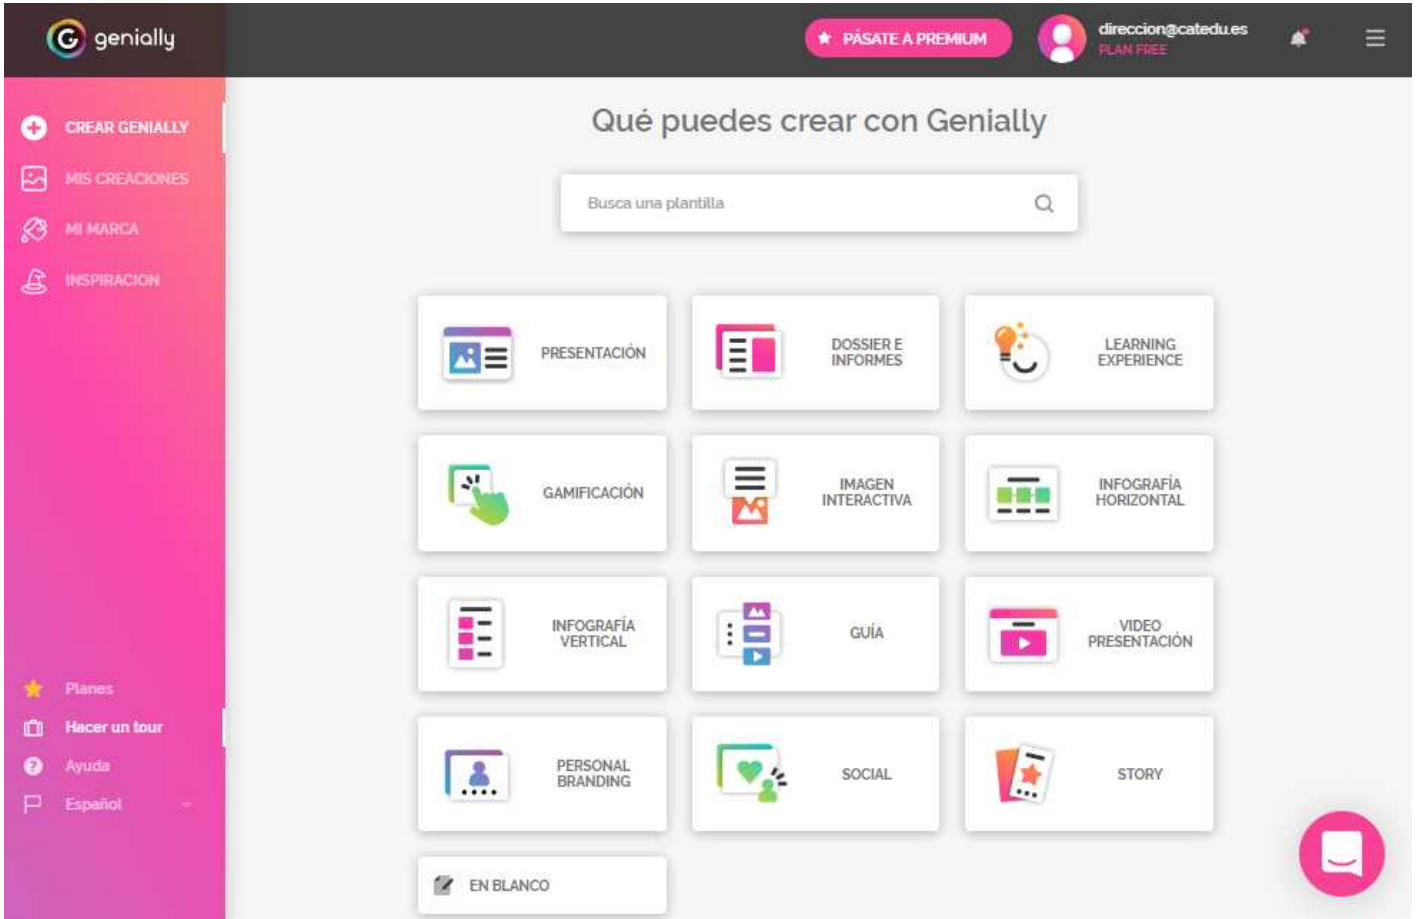 genially
PÁSATE A PREMIUM
direccion@catedu.es
PLAN FREE
CREAR GENIALLY
MIS CREACIONES
MI MARCA
INSPIRACION
Planes
Hacer un tour
Ayuda
Español
Qué puedes crear con Genially
Busca una plantilla
PRESENTACIÓN
DOSSIER E
INFORMES
LEARNING
EXPERIENCE
GAMIFICACIÓN
IMAGEN
INTERACTIVA
INFOGRAFÍA
HORIZONTAL
INFOGRAFÍA
VERTICAL
GUÍA
VIDEO
PRESENTACIÓN
PERSONAL
BRANDING
SOCIAL
STORY
EN BLANCO